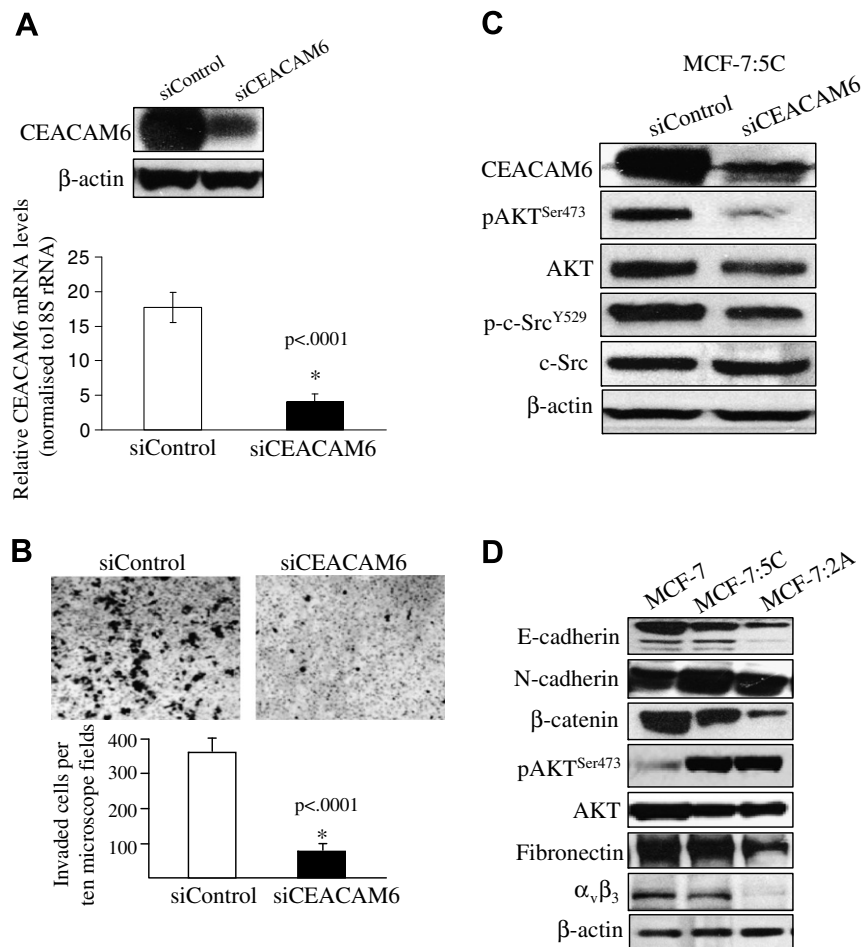 A
siControl siCEACAM6
CEACAM6
β-actin
Relative CEACAM6 mRNA levels
(normalised to18S rRNA)
25
20
15
10
5
0
p<.0001
*
siControl siCEACAM6
B
siControl siCEACAM6
Invaded cells per
ten microscope fields
400
300
200
100
p<.0001
*
siControl siCEACAM6
C
MCF-7:5C
siControl siCEACAM6
CEACAM6
pAKTSer473
AKT
p-c-SrcY529
c-Src
β-actin
D
MCF-7 MCF-7:5C MCF-7:2A
E-cadherin
N-cadherin
β-catenin
pAKTSer473
AKT
Fibronectin
αvβ3
β-actin